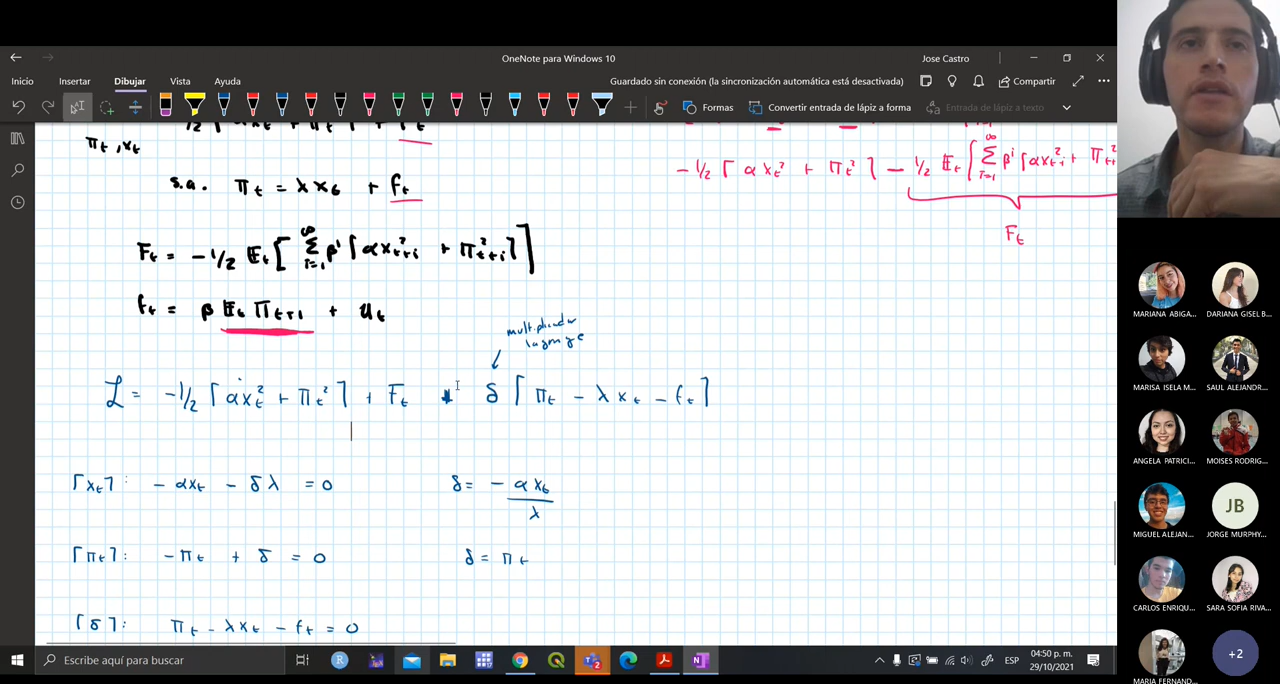 OneNote para Windows 10
Jose Castro
Inicio Insertar Dibujar Vista Ayuda
Guardado sin conexión (la sincronización automática está desactivada)
Compartir
Formas
Convertir entrada de lápiz a forma
Entrada de lápiz a texto
πt, xt
s.a. πt = λxt + ft
-1/2 [αxt² + πt²] - 1/2 Et[∑i=1∞ βⁱ[αx²t+i + π²t+i
Ft
Ft = -1/2 Et[∑i=1∞ βⁱ[αx²t+i + π²t+i]]
ft = β Et πt+1 + ut
multiplicador
lagrange
ℒ = -1/2 [αxt² + πt²] + Ft + δ[πt - λxt - ft]
[xt]: -αxt - δλ = 0 δ = -αxt/λ
[πt]: -πt + δ = 0 δ = πt
[δ]: πt - λxt - ft = 0
MARIANA ABIGA...
DARIANA GISEL B...
MARISA ISELA M...
SAUL ALEJANDR...
ANGELA PATRICI...
MOISES RODRIG...
JB
MIGUEL ALEJAN...
JORGE MURPHY...
CARLOS ENRIQU...
SARA SOFIA RIVA...
+2
MARIA FERNAND...
Escribe aquí para buscar
ESP
04:50 p. m.
29/10/2021